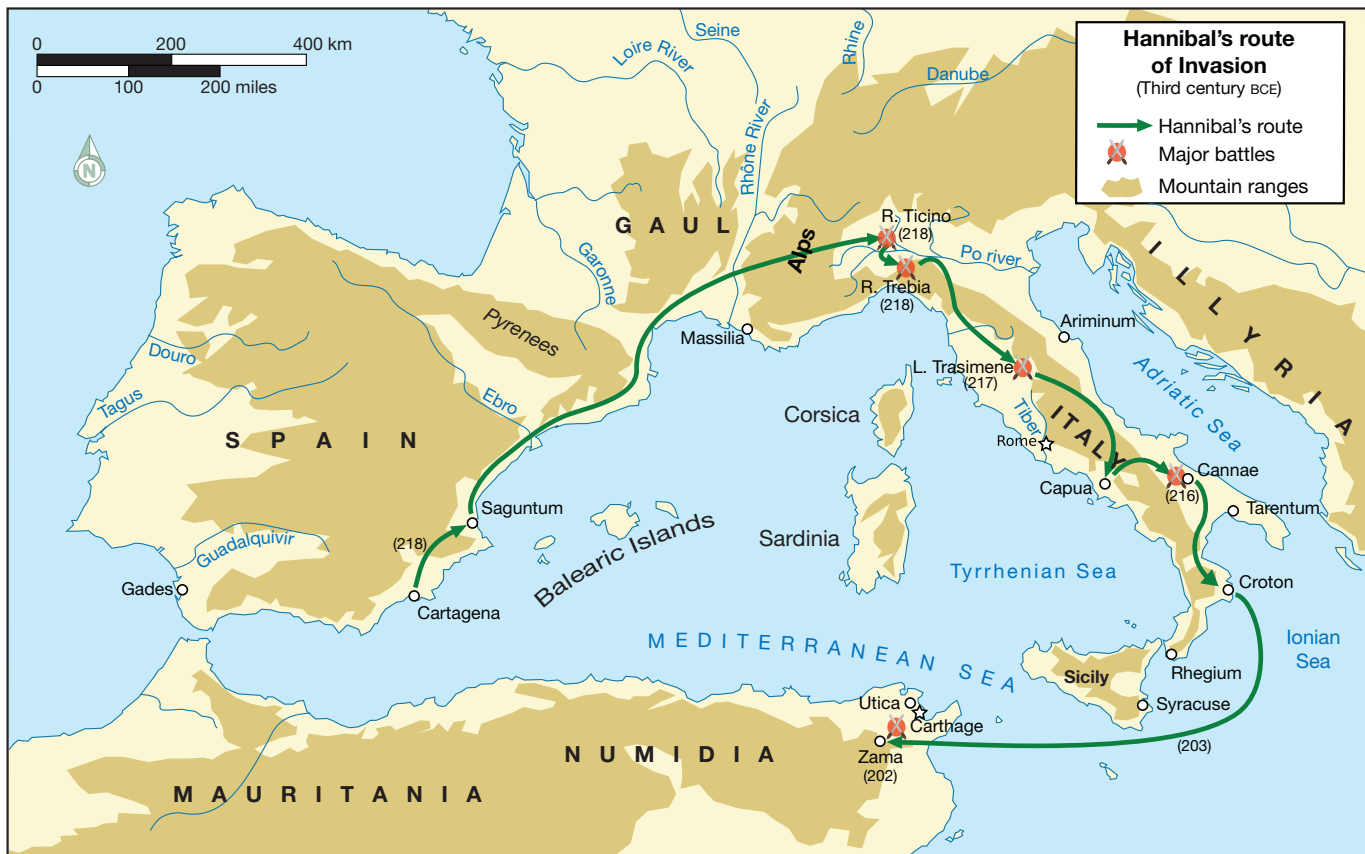 0 200 400 km
0 100 200 miles
N
Hannibal's route
of Invasion
(Third century BCE)
Hannibal's route
Major battles
Mountain ranges
Seine
Loire River
Rhine
Danube
Rhône River
GAUL
Garonne
Alps
R. Ticino
(218)
Po river
R. Trebia
(218)
ILLYRIA
Pyrenees
Massilia
Ariminum
Douro
Tagus
Ebro
L. Trasimene
(217)
Adriatic Sea
Corsica
Tiber
ITALY
Rome
SPAIN
Capua
Cannae
(216)
Tarentum
Saguntum
(218)
Guadalquivir
Balearic Islands
Sardinia
Tyrrhenian Sea
Gades
Cartagena
Croton
MEDITERRANEAN SEA
Ionian
Sea
Rhegium
Sicily
Syracuse
Utica
Carthage
Zama
(202)
(203)
NUMIDIA
MAURITANIA